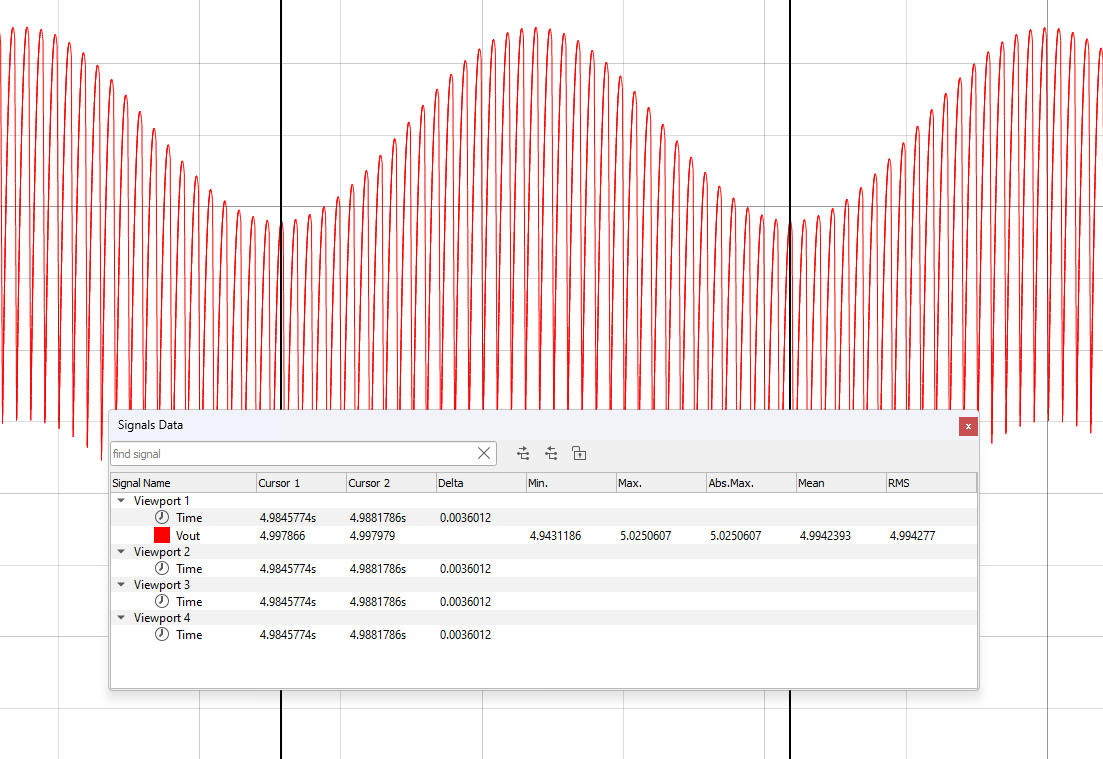 Signals Data
x
find signal
Signal Name Cursor 1 Cursor 2 Delta Min. Max. Abs.Max. Mean RMS
Viewport 1
Time 4.9845774s 4.9881786s 0.0036012
Vout 4.997866 4.997979 4.9431186 5.0250607 5.0250607 4.9942393 4.994277
Viewport 2
Time 4.9845774s 4.9881786s 0.0036012
Viewport 3
Time 4.9845774s 4.9881786s 0.0036012
Viewport 4
Time 4.9845774s 4.9881786s 0.0036012